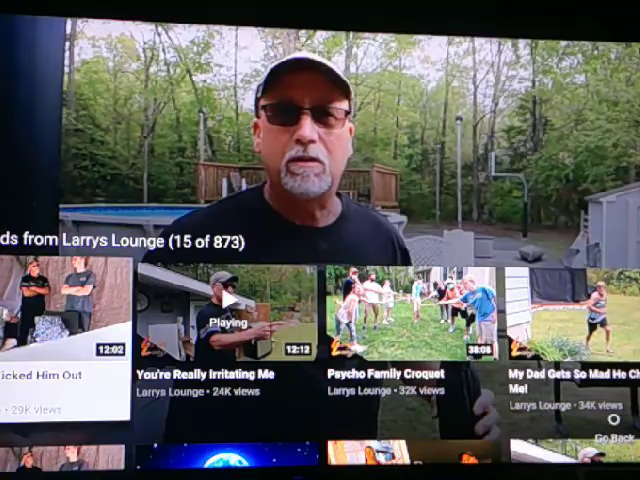 ds from Larrys Lounge (15 of 873)
12:02
icked Him Out
• 29K views
Playing
12:12
You're Really Irritating Me
Larrys Lounge • 24K views
38:08
Psycho Family Croquet
Larrys Lounge • 32K views
My Dad Gets So Mad He Ch
Me!
Larrys Lounge • 34K views
Go Back